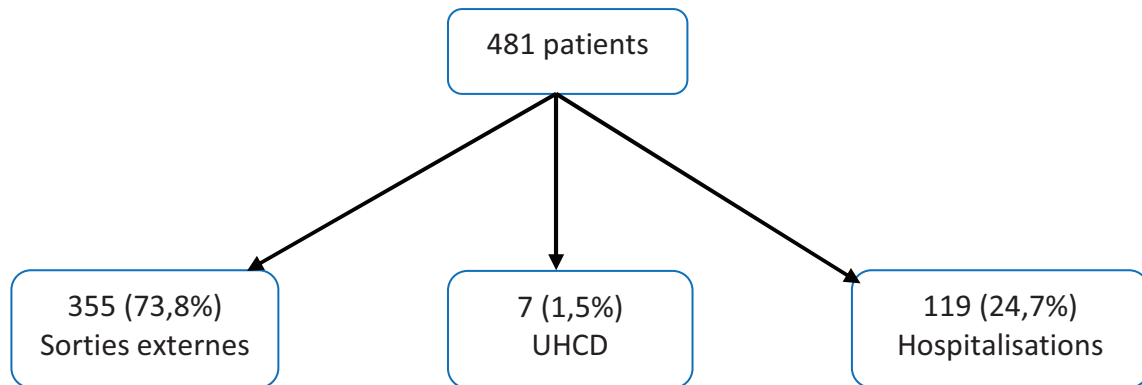 481 patients
355 (73,8%)
Sorties externes
7 (1,5%)
UHCD
119 (24,7%)
Hospitalisations